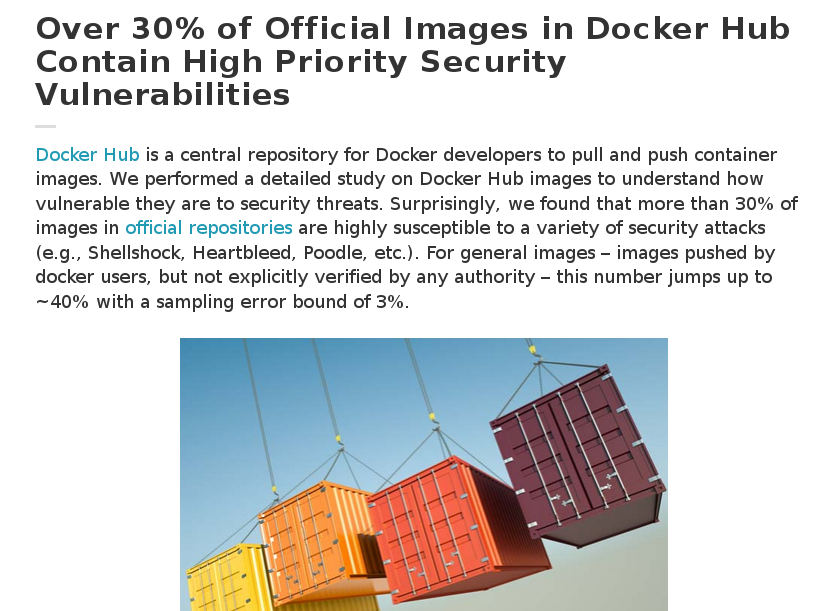 Over 30% of Official Images in Docker Hub
Contain High Priority Security
Vulnerabilities
Docker Hub is a central repository for Docker developers to pull and push container
images. We performed a detailed study on Docker Hub images to understand how
vulnerable they are to security threats. Surprisingly, we found that more than 30% of
images in official repositories are highly susceptible to a variety of security attacks
(e.g., Shellshock, Heartbleed, Poodle, etc.). For general images – images pushed by
docker users, but not explicitly verified by any authority – this number jumps up to
~40% with a sampling error bound of 3%.